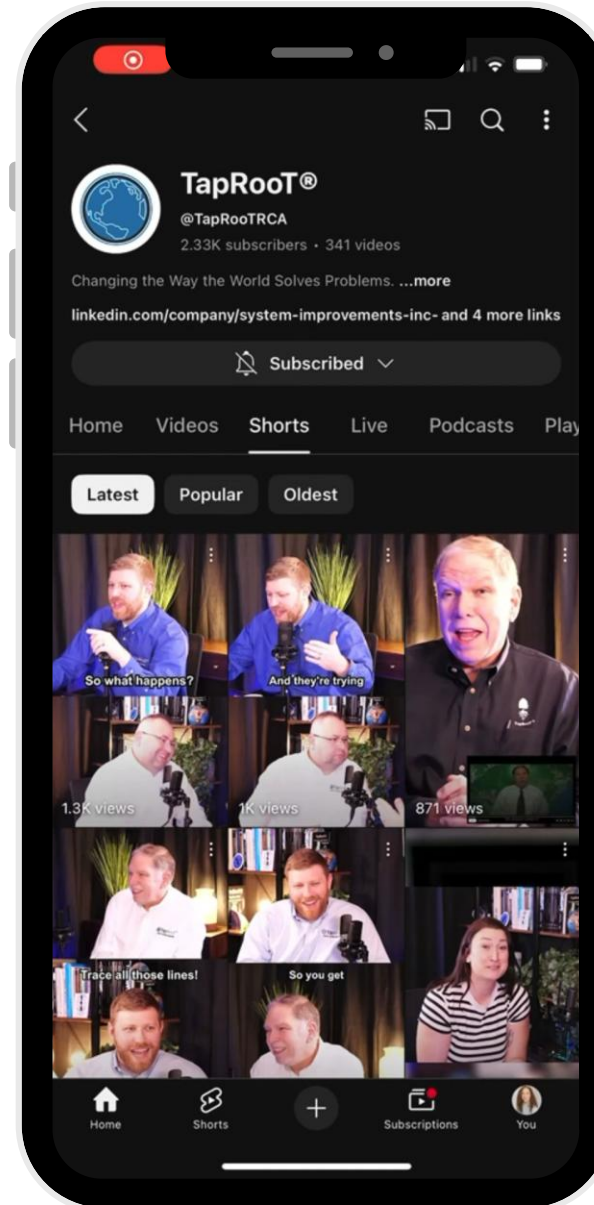 TapRooT®
@TapRooTRCA
2.33K subscribers • 341 videos
Changing the Way the World Solves Problems. ...more
linkedin.com/company/system-improvements-inc- and 4 more links
Subscribed
Home Videos Shorts Live Podcasts Play
Latest Popular Oldest
So what happens?
And they're trying
1.3K views
1K views
871 views
Trace all those lines!
So you get
Home Shorts Subscriptions You